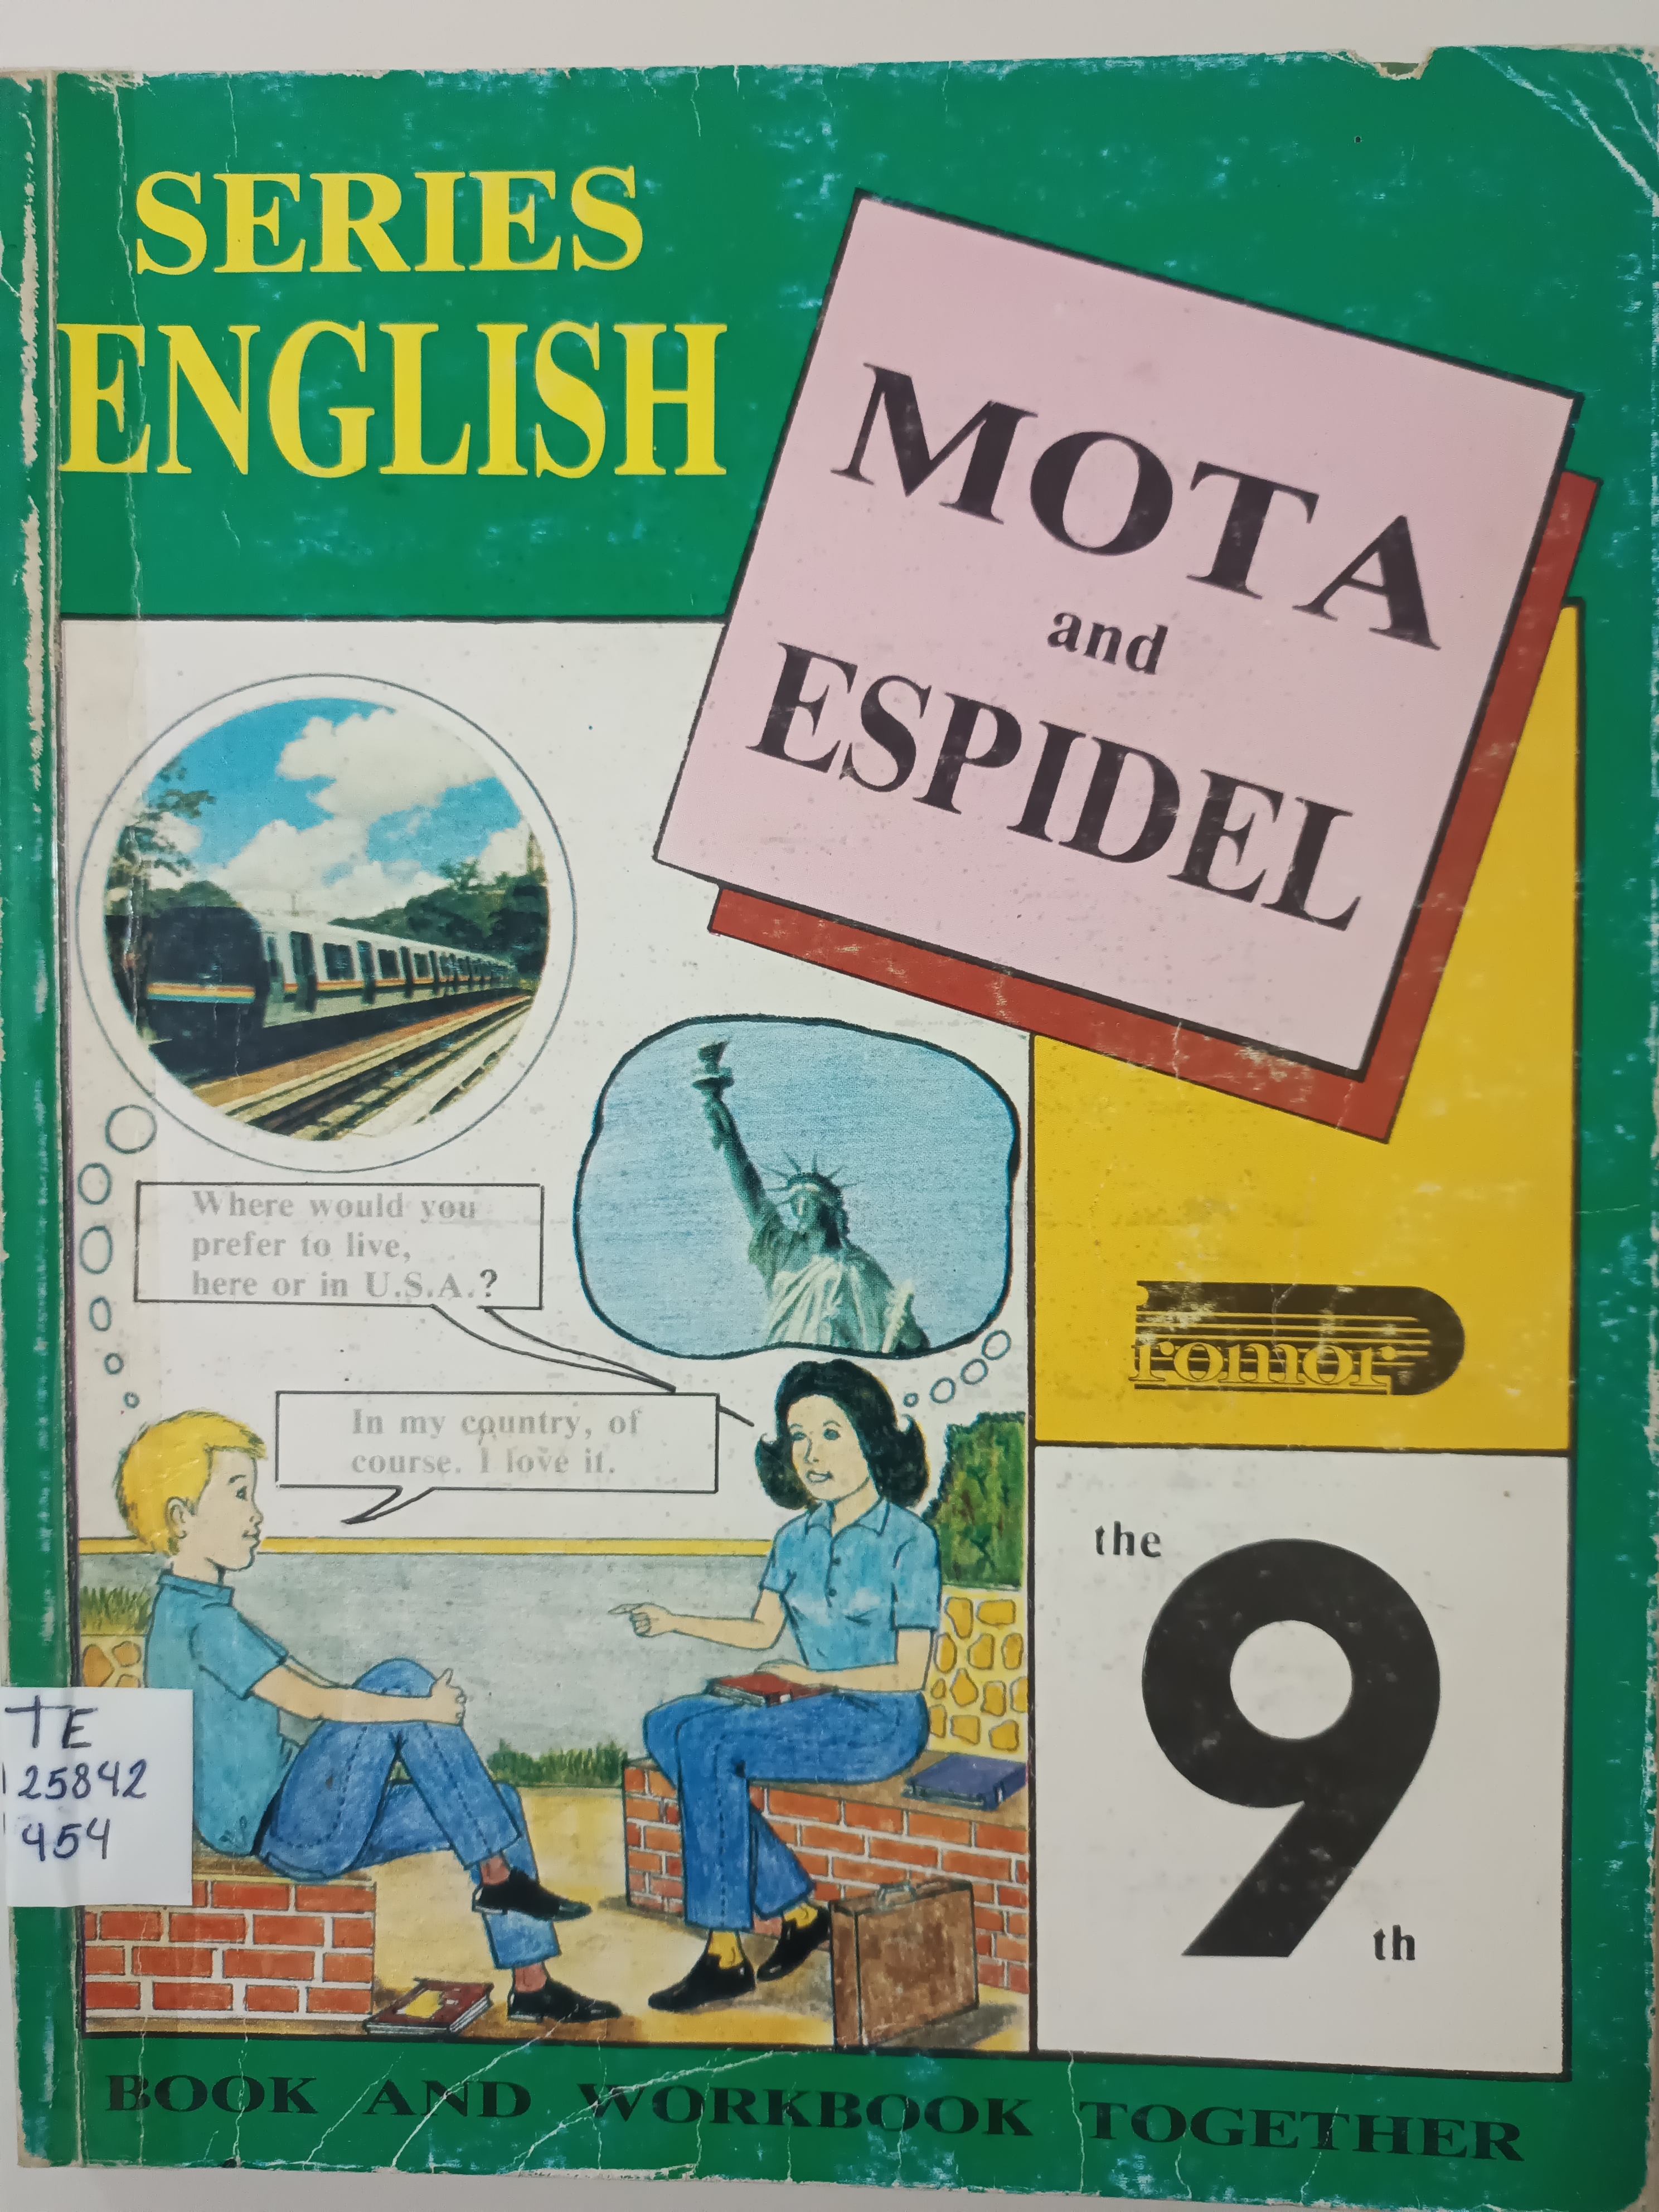 SERIES
ENGLISH
MOTA
and
ESPIDEL
Where would you
prefer to live,
here or in U.S.A.?
In my country, of
course. I love it.
romor
the
9
th
TE
25842
454
BOOK AND WORKBOOK TOGETHER